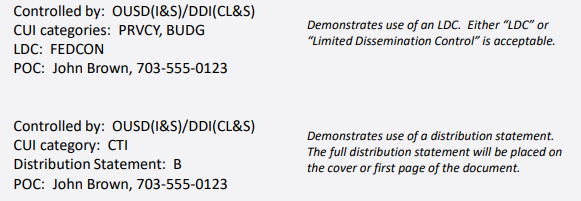 Controlled by:  OUSD(I&S)/DDI(CL&S)
CUI categories:  PRVCY, BUDG
LDC:  FEDCON
POC:  John Brown, 703-555-0123
Demonstrates use of an LDC.  Either “LDC” or
“Limited Dissemination Control” is acceptable.
Controlled by:  OUSD(I&S)/DDI(CL&S)
CUI category:  CTI
Distribution Statement:  B
POC:  John Brown, 703-555-0123
Demonstrates use of a distribution statement.
The full distribution statement will be placed on
the cover or first page of the document.